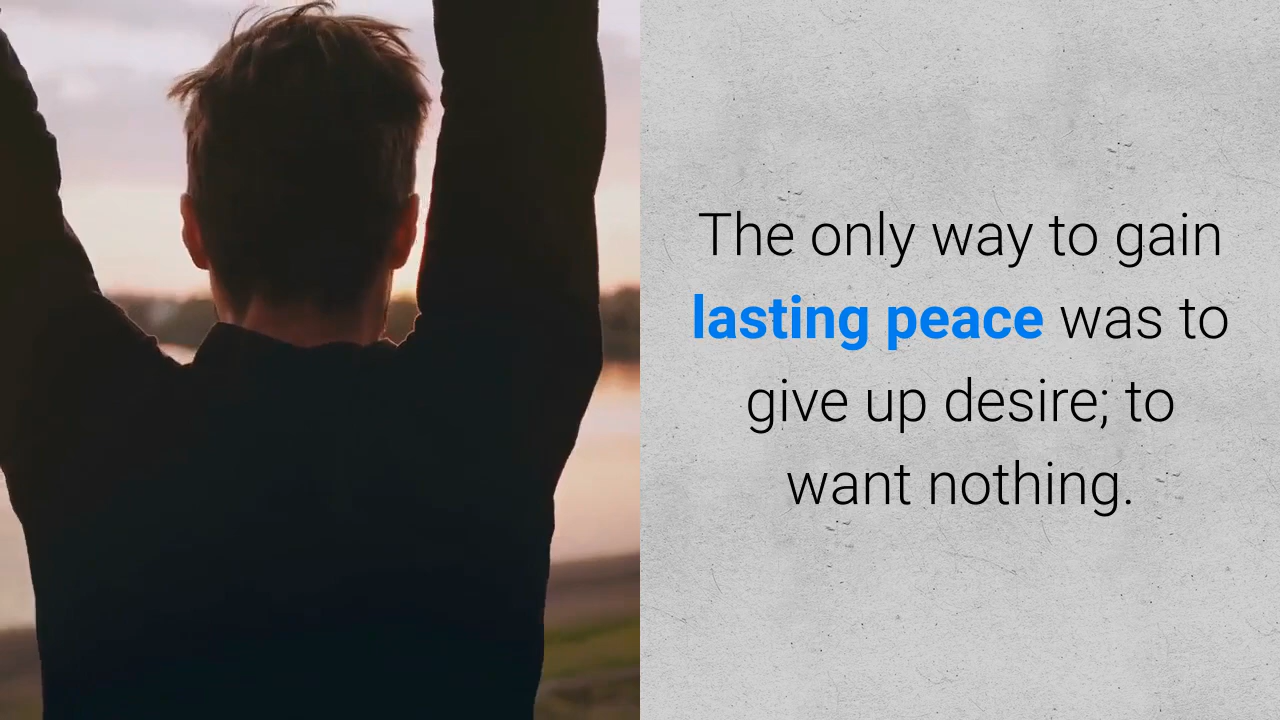 The only way to gain
lasting peace was to
give up desire; to
want nothing.